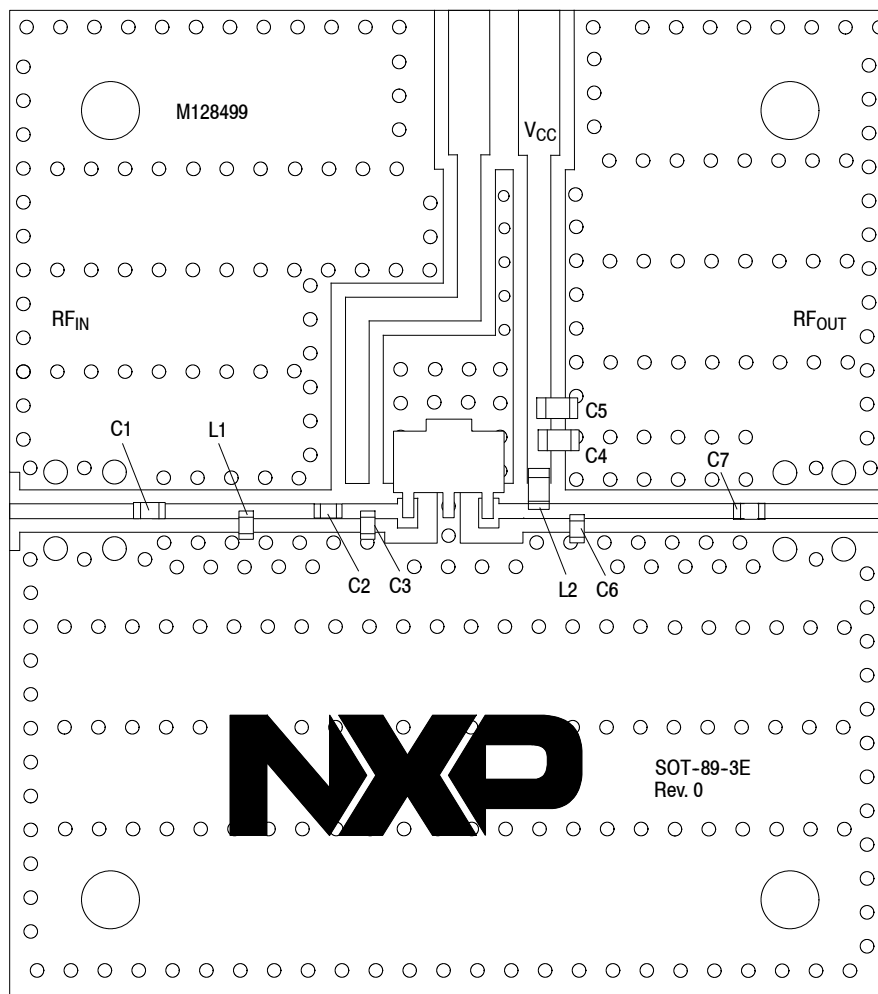 M128499
VCC
RFIN
RFOUT
C5
C4
C1
L1
C7
C2
C3
L2
C6
NXP
SOT-89-3E
Rev. 0